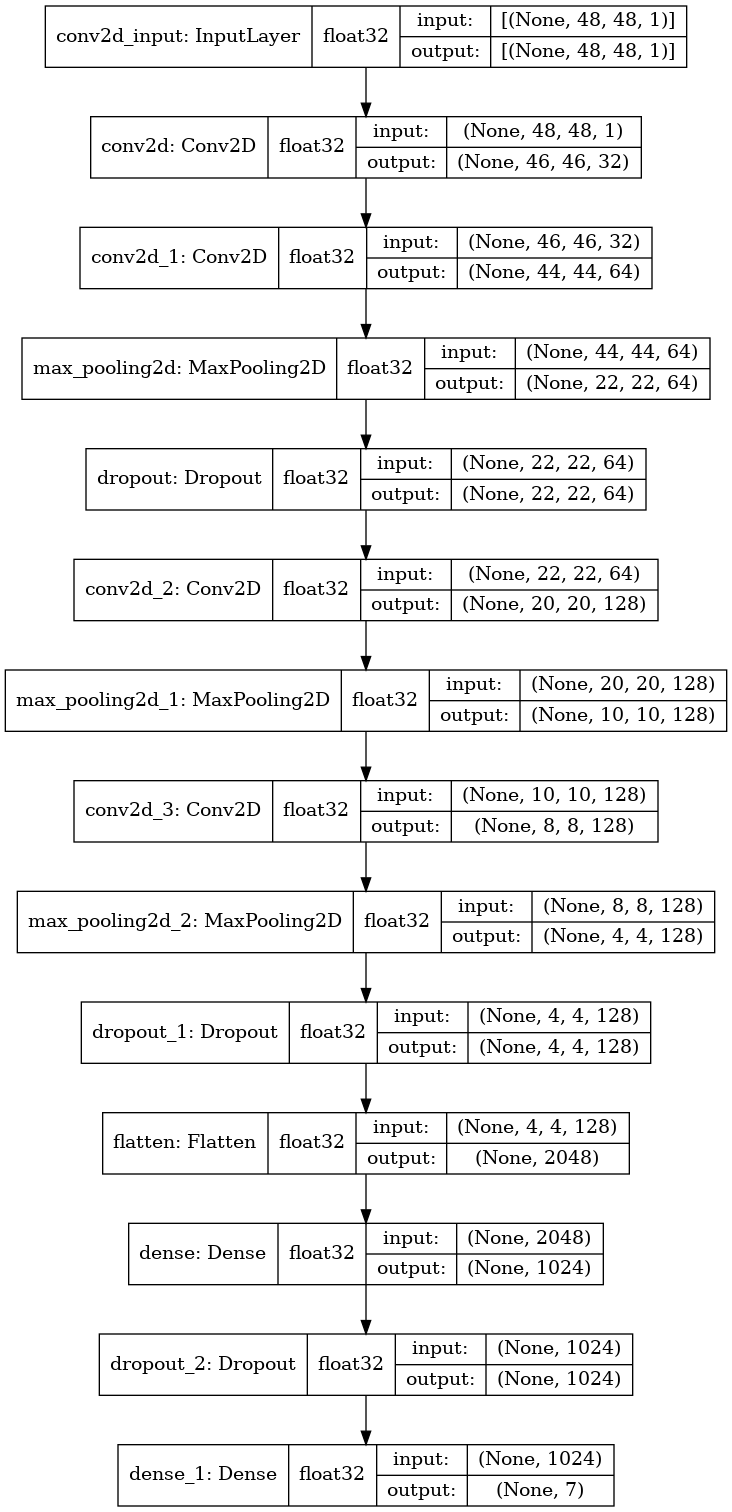 conv2d_input: InputLayer float32 input: [(None, 48, 48, 1)]
output: [(None, 48, 48, 1)]
conv2d: Conv2D float32 input: (None, 48, 48, 1)
output: (None, 46, 46, 32)
conv2d_1: Conv2D float32 input: (None, 46, 46, 32)
output: (None, 44, 44, 64)
max_pooling2d: MaxPooling2D float32 input: (None, 44, 44, 64)
output: (None, 22, 22, 64)
dropout: Dropout float32 input: (None, 22, 22, 64)
output: (None, 22, 22, 64)
conv2d_2: Conv2D float32 input: (None, 22, 22, 64)
output: (None, 20, 20, 128)
max_pooling2d_1: MaxPooling2D float32 input: (None, 20, 20, 128)
output: (None, 10, 10, 128)
conv2d_3: Conv2D float32 input: (None, 10, 10, 128)
output: (None, 8, 8, 128)
max_pooling2d_2: MaxPooling2D float32 input: (None, 8, 8, 128)
output: (None, 4, 4, 128)
dropout_1: Dropout float32 input: (None, 4, 4, 128)
output: (None, 4, 4, 128)
flatten: Flatten float32 input: (None, 4, 4, 128)
output: (None, 2048)
dense: Dense float32 input: (None, 2048)
output: (None, 1024)
dropout_2: Dropout float32 input: (None, 1024)
output: (None, 1024)
dense_1: Dense float32 input: (None, 1024)
output: (None, 7)